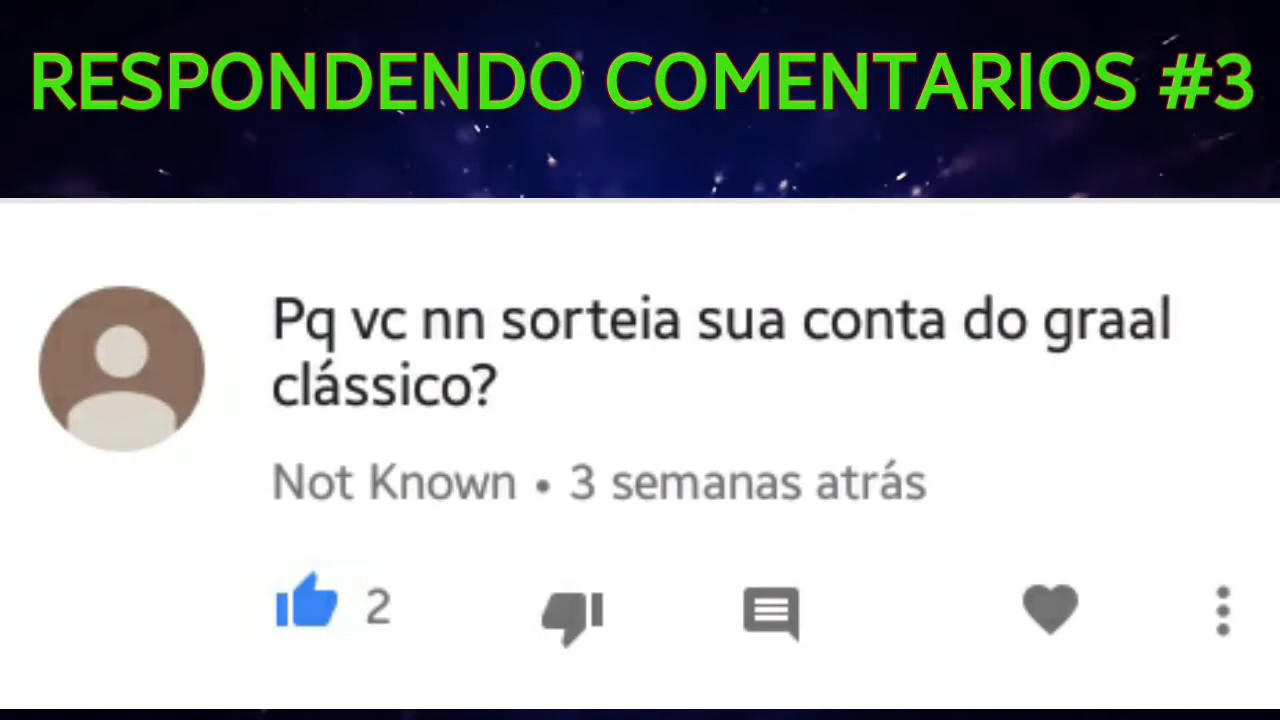 RESPONDENDO COMENTARIOS #3
Pq vc nn sorteia sua conta do graal
clássico?
Not Known • 3 semanas atrás
2